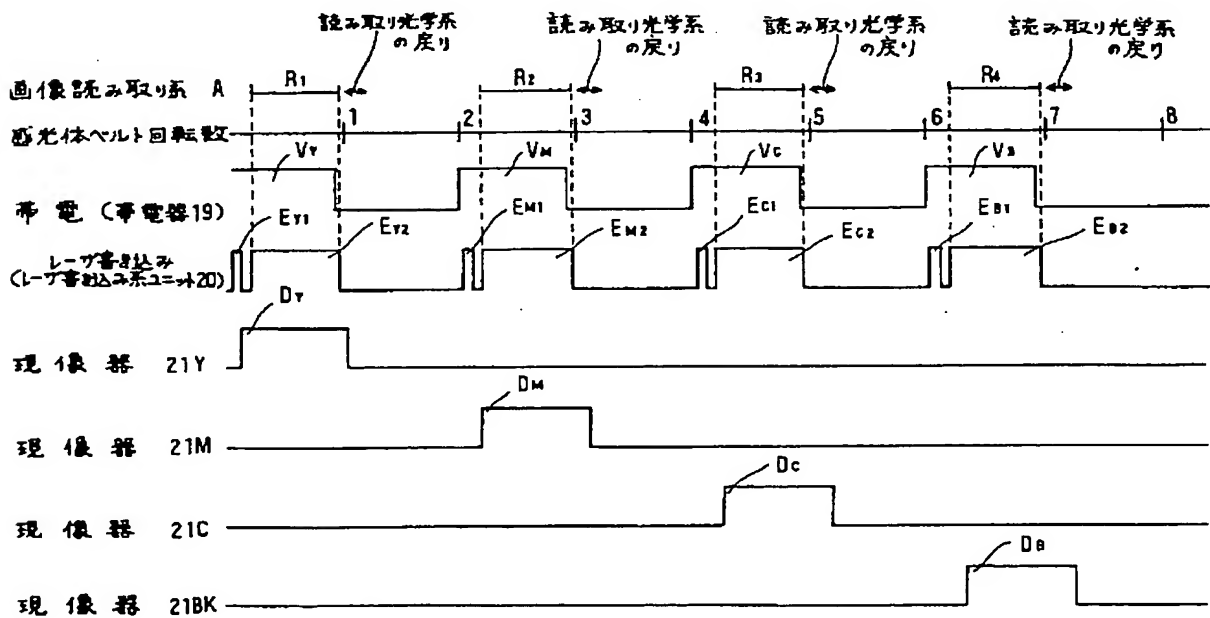 読み取り光学系
の戻り
読み取り光学系
の戻り
読み取り光学系
の戻り
読み取り光学系
の戻り
画像読み取り系 A
R1
R2
R3
R4
感光体ベルト回転数
1 2 3 4 5 6 7 8
VY
VM
VC
VB
帯電(帯電器19)
EY1
EY2
EM1
EM2
EC1
EC2
EB1
EB2
レーザ書き込み
(レーザ書き込み系ユニット20)
DY
現像器 21Y
DM
現像器 21M
DC
現像器 21C
DB
現像器 21BK